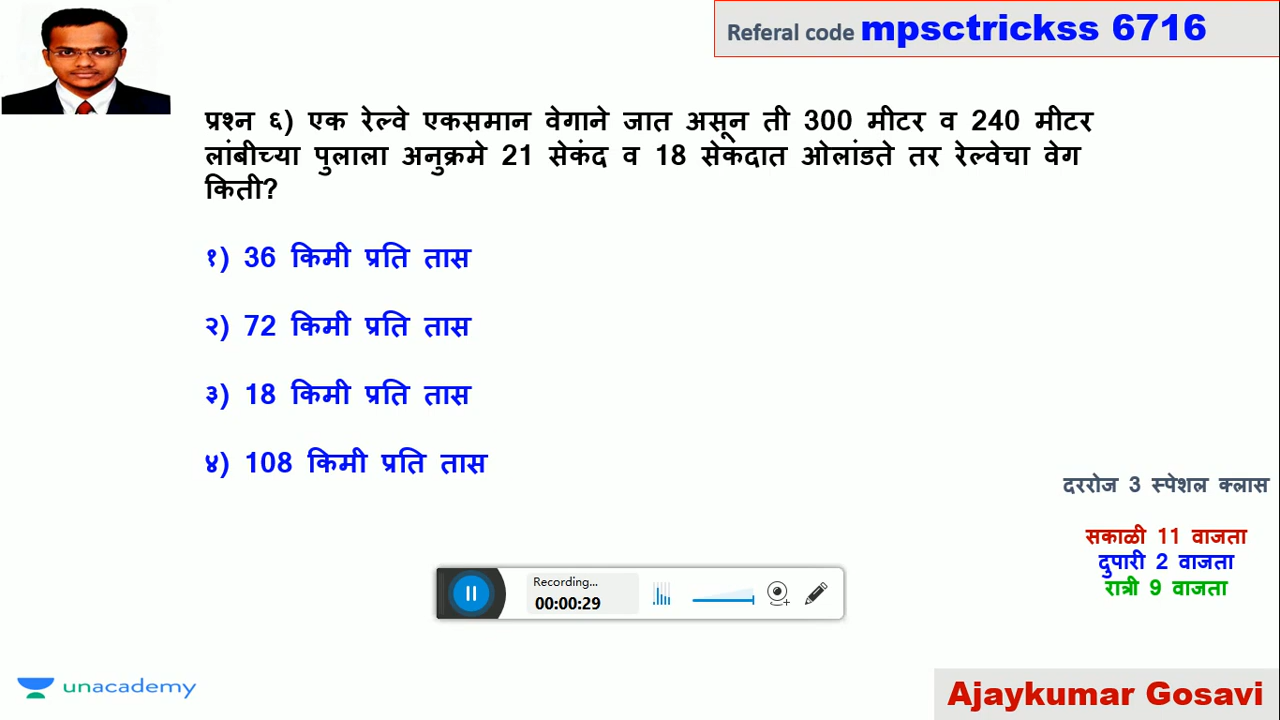 Referal code mpsctrickss 6716
प्रश्न ६) एक रेल्वे एकसमान वेगाने जात असून ती 300 मीटर व 240 मीटर
लांबीच्या पुलाला अनुक्रमे 21 सेकंद व 18 सेकंदात ओलांडते तर रेल्वेचा वेग
किती?
१) 36 किमी प्रति तास
२) 72 किमी प्रति तास
३) 18 किमी प्रति तास
४) 108 किमी प्रति तास
दररोज 3 स्पेशल क्लास
सकाळी 11 वाजता
दुपारी 2 वाजता
रात्री 9 वाजता
Recording...
00:00:29
unacademy
Ajaykumar Gosavi